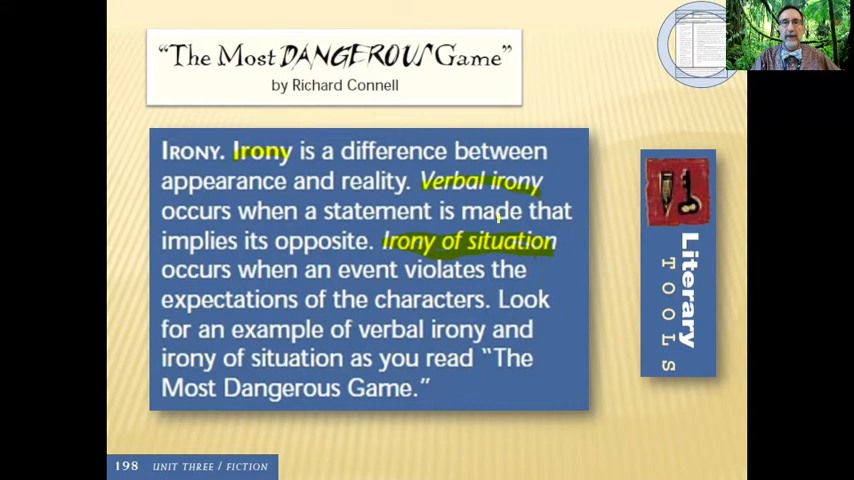 “The Most DANGEROUS Game”
by Richard Connell
IRONY. Irony is a difference between
appearance and reality. Verbal irony
occurs when a statement is made that
implies its opposite. Irony of situation
occurs when an event violates the
expectations of the characters. Look
for an example of verbal irony and
irony of situation as you read “The
Most Dangerous Game.”
Literary
TOOLS
198 UNIT THREE / FICTION